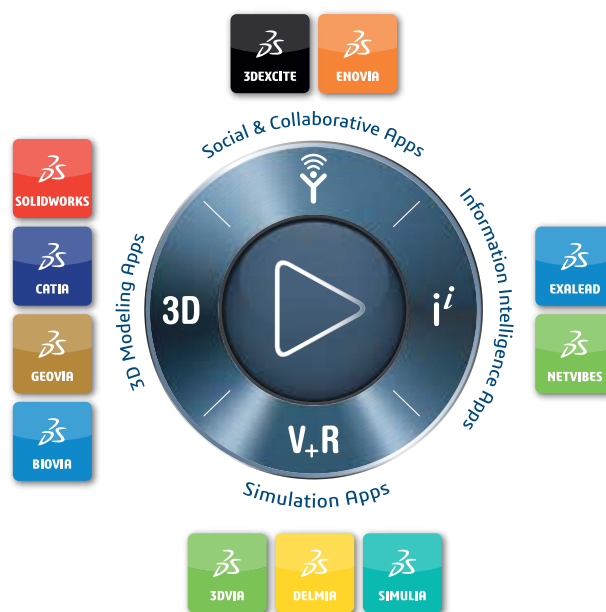 3DEXCITE
ENOVIA
Social & Collaborative Apps
SOLIDWORKS
CATIA
GEOVIA
BIOVIA
3D Modeling Apps
3D
i i
V+R
Information Intelligence Apps
EXALEAD
NETVIBES
Simulation Apps
3DVIA
DELMIA
SIMULIA